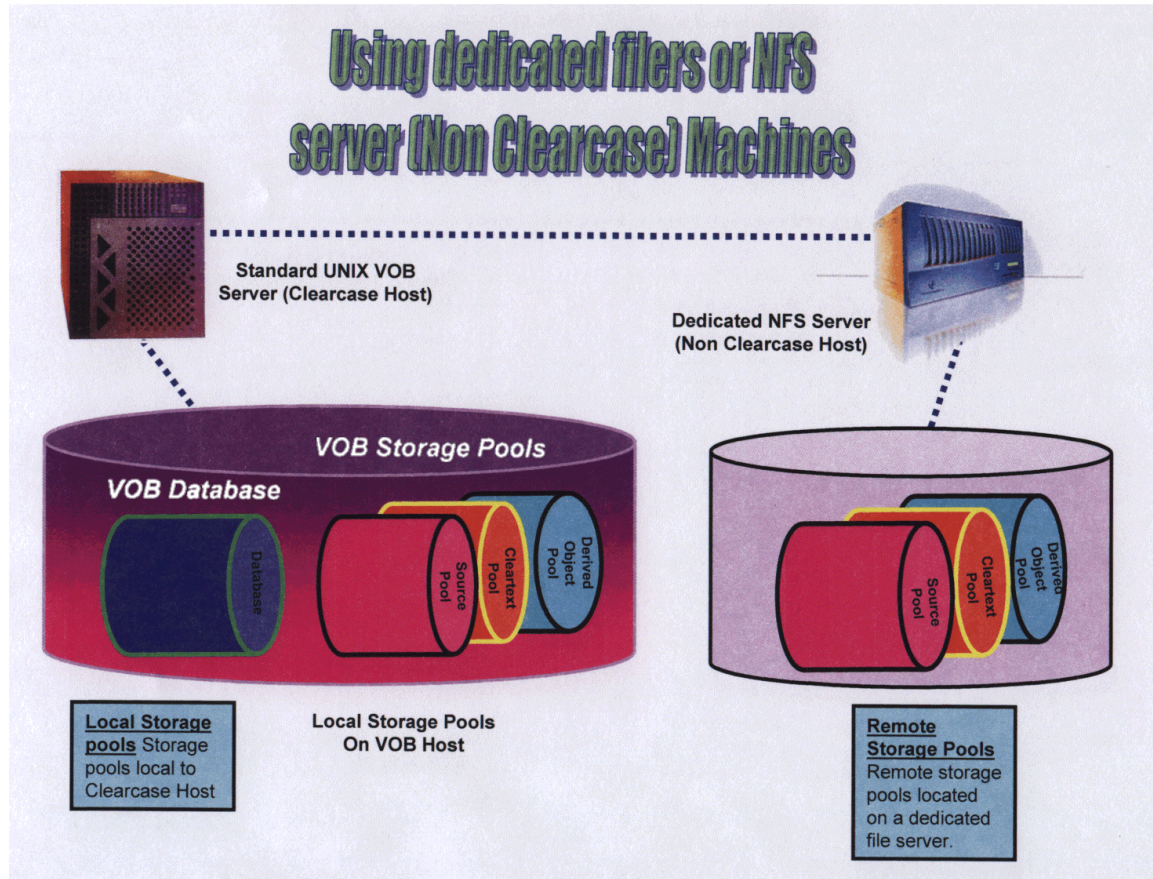 Using dedicated filers or NFS
server (Non Clearcase) Machines
Standard UNIX VOB
Server (Clearcase Host)
Dedicated NFS Server
(Non Clearcase Host)
VOB Storage Pools
VOB Database
Database
Source
Pool
Cleartext
Pool
Derived
Object
Pool
Source
Pool
Cleartext
Pool
Derived
Object
Pool
Local Storage
pools Storage
pools local to
Clearcase Host
Local Storage Pools
On VOB Host
Remote
Storage Pools
Remote storage
pools located
on a dedicated
file server.